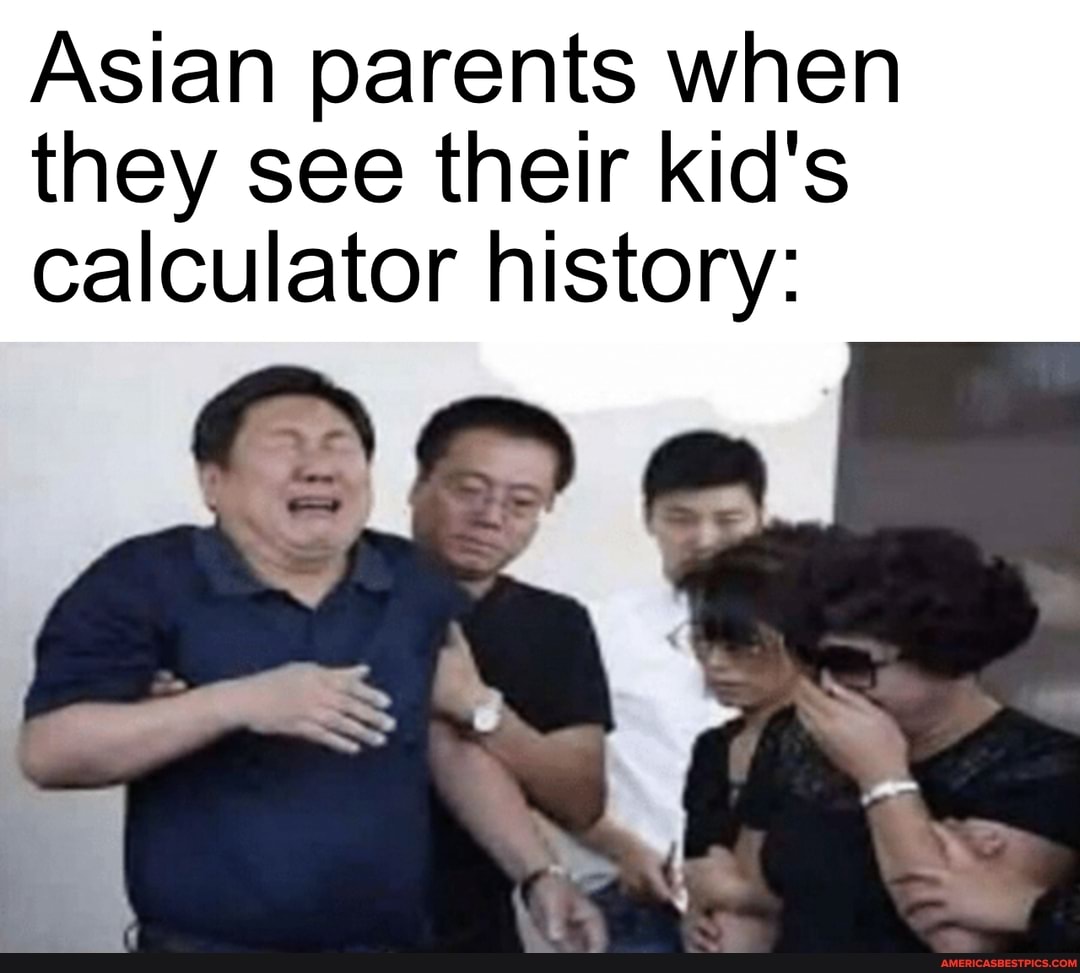 Asian parents when
they see their kid's
calculator history:
AMERICASBESTPICS.COM